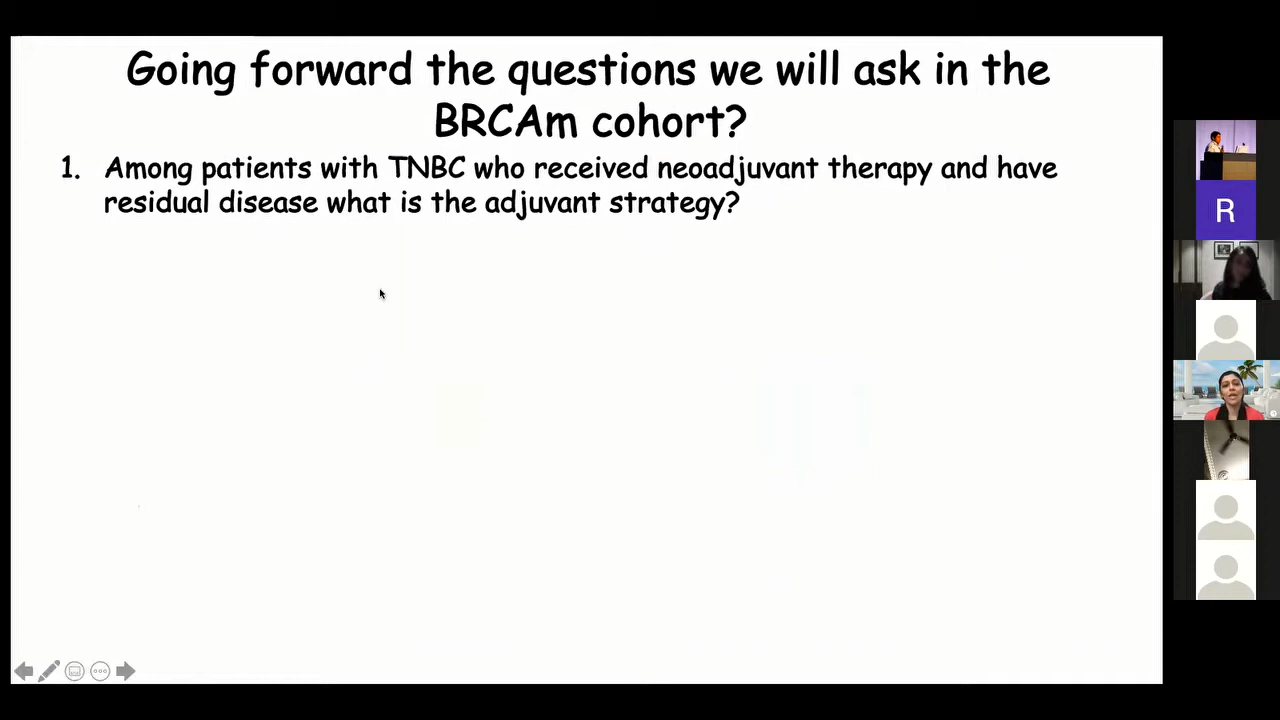 Going forward the questions we will ask in the
BRCAm cohort?
1. Among patients with TNBC who received neoadjuvant therapy and have
residual disease what is the adjuvant strategy?
R